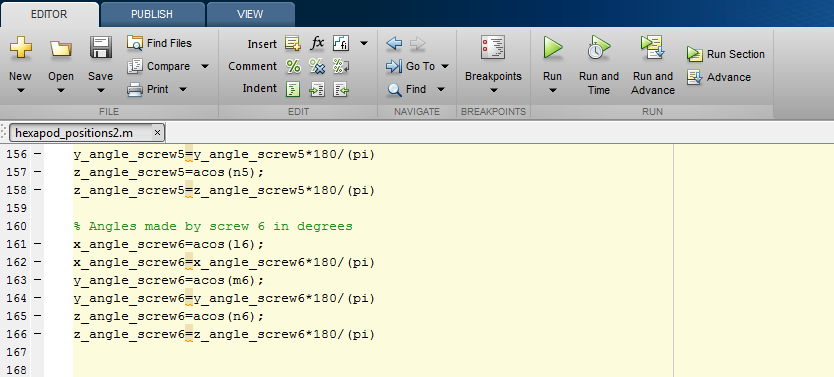 EDITOR PUBLISH VIEW
New Open Save Find Files Compare Print
Insert fx
Comment
Indent
Go To
Find
Breakpoints
Run Run and Time Run and Advance Run Section Advance
FILE EDIT NAVIGATE BREAKPOINTS RUN
hexapod_positions2.m ×
156 – y_angle_screw5=y_angle_screw5*180/(pi)
157 – z_angle_screw5=acos(n5);
158 – z_angle_screw5=z_angle_screw5*180/(pi)
159
160 % Angles made by screw 6 in degrees
161 – x_angle_screw6=acos(l6);
162 – x_angle_screw6=x_angle_screw6*180/(pi)
163 – y_angle_screw6=acos(m6);
164 – y_angle_screw6=y_angle_screw6*180/(pi)
165 – z_angle_screw6=acos(n6);
166 – z_angle_screw6=z_angle_screw6*180/(pi)
167
168